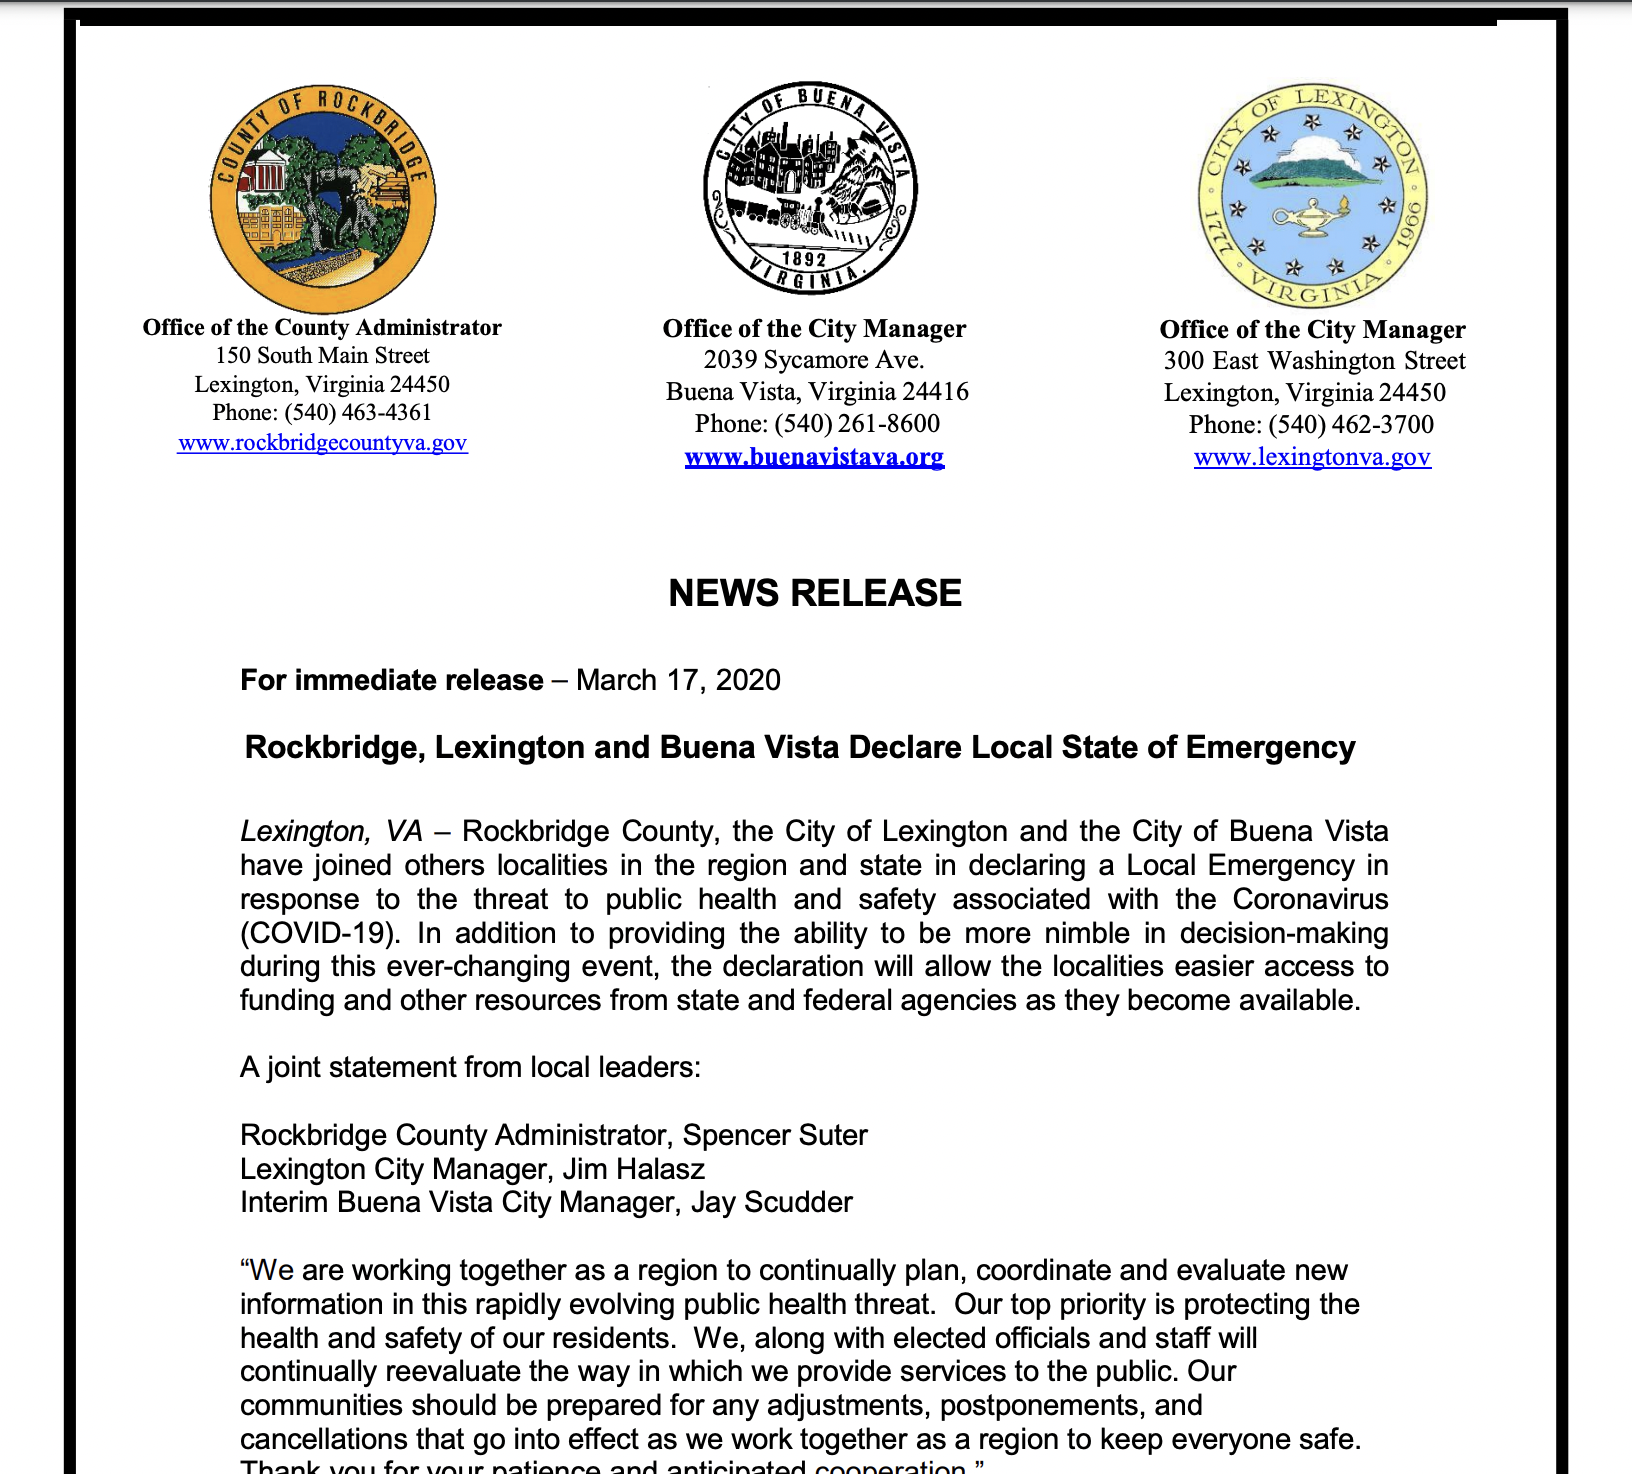 COUNTY OF ROCKBRIDGE
Office of the County Administrator
150 South Main Street
Lexington, Virginia 24450
Phone: (540) 463-4361
www.rockbridgecountyva.gov
CITY OF BUENA VISTA
1892
VIRGINIA.
Office of the City Manager
2039 Sycamore Ave.
Buena Vista, Virginia 24416
Phone: (540) 261-8600
www.buenavistava.org
CITY OF LEXINGTON
1777 · VIRGINIA · 1966
Office of the City Manager
300 East Washington Street
Lexington, Virginia 24450
Phone: (540) 462-3700
www.lexingtonva.gov
NEWS RELEASE
For immediate release – March 17, 2020
Rockbridge, Lexington and Buena Vista Declare Local State of Emergency
Lexington, VA – Rockbridge County, the City of Lexington and the City of Buena Vista
have joined others localities in the region and state in declaring a Local Emergency in
response to the threat to public health and safety associated with the Coronavirus
(COVID-19). In addition to providing the ability to be more nimble in decision-making
during this ever-changing event, the declaration will allow the localities easier access to
funding and other resources from state and federal agencies as they become available.
A joint statement from local leaders:
Rockbridge County Administrator, Spencer Suter
Lexington City Manager, Jim Halasz
Interim Buena Vista City Manager, Jay Scudder
“We are working together as a region to continually plan, coordinate and evaluate new
information in this rapidly evolving public health threat.  Our top priority is protecting the
health and safety of our residents.  We, along with elected officials and staff will
continually reevaluate the way in which we provide services to the public. Our
communities should be prepared for any adjustments, postponements, and
cancellations that go into effect as we work together as a region to keep everyone safe.
Thank you for your patience and anticipated cooperation.”